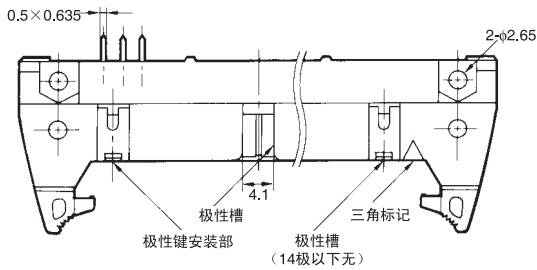 0.5×0.635
2-φ2.65
极性槽
4.1
三角标记
极性键安装部
极性槽
（14极以下无）